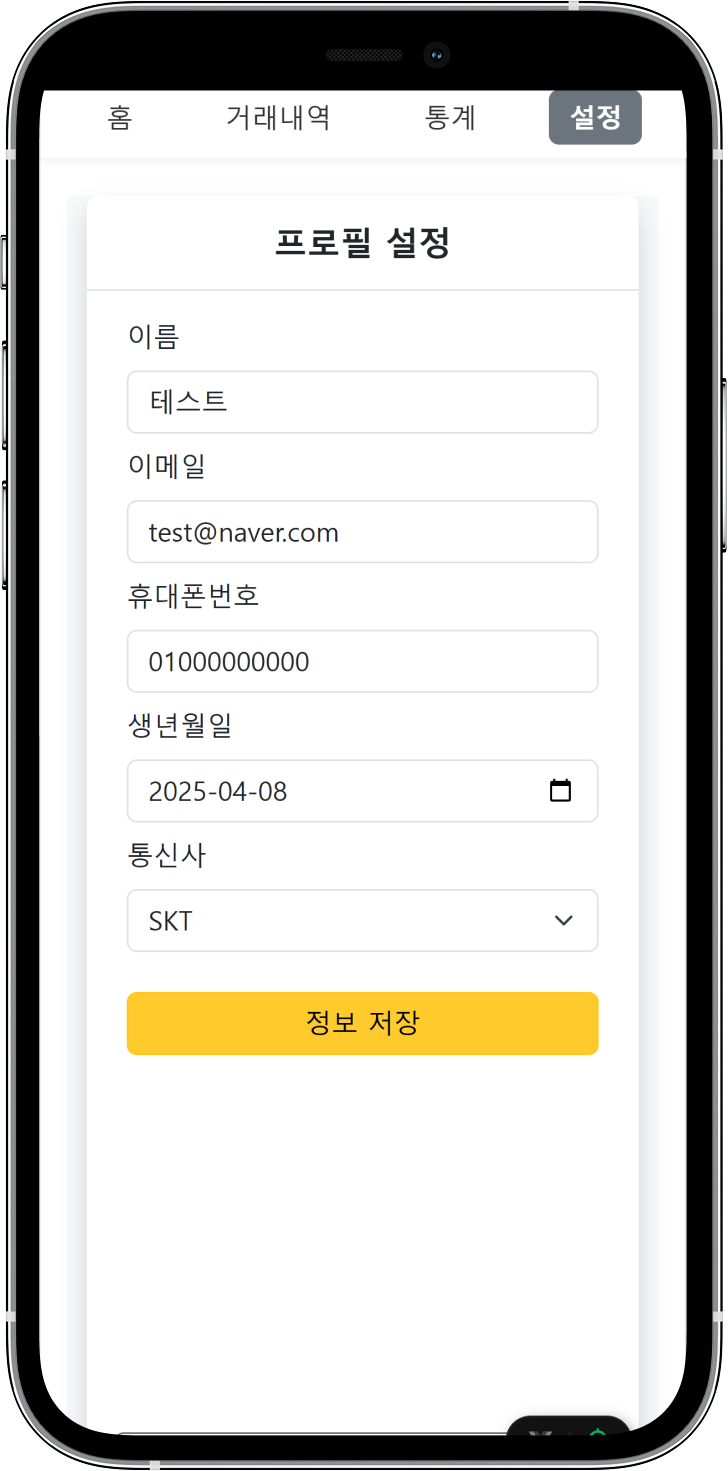 홈 거래내역 통계 설정
프로필 설정
이름
테스트
이메일
test@naver.com
휴대폰번호
01000000000
생년월일
2025-04-08
통신사
SKT
정보 저장